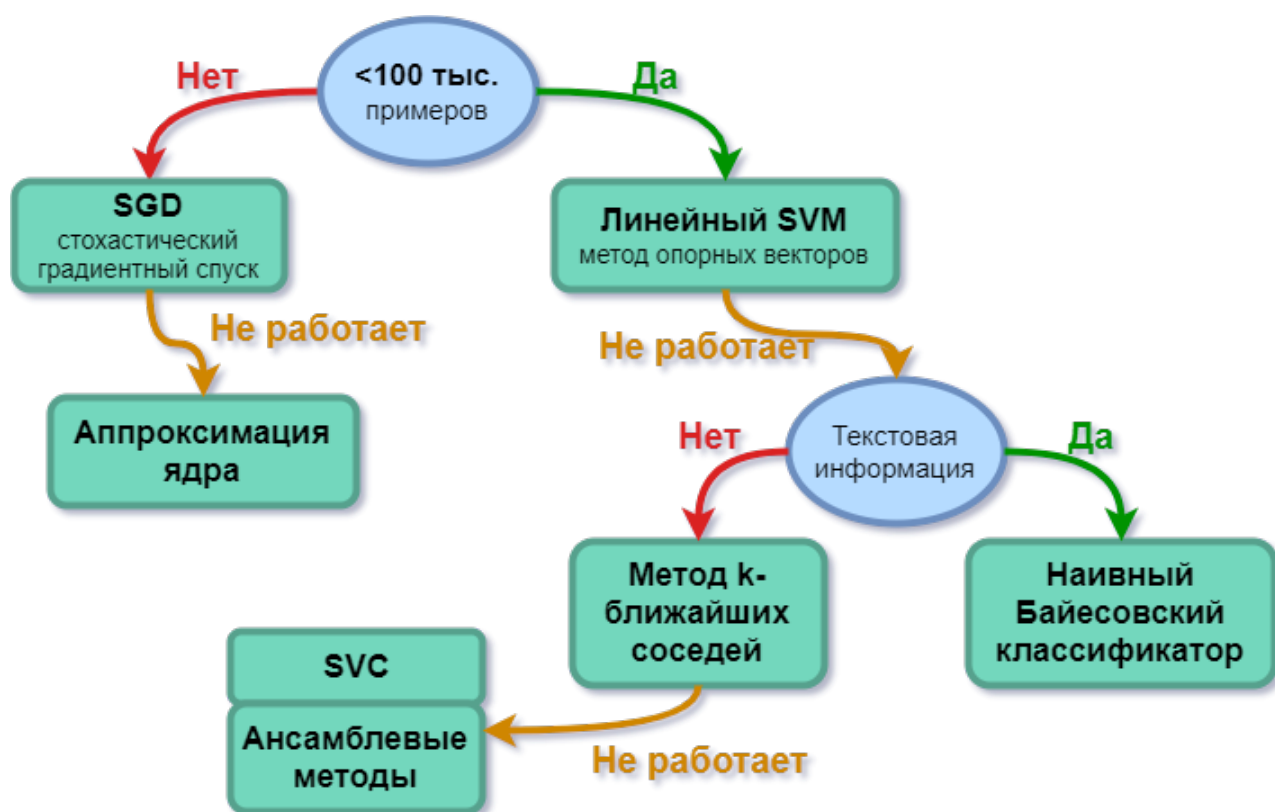 <100 тыс.
примеров
Нет
Да
SGD
стохастический
градиентный спуск
Линейный SVM
метод опорных векторов
Не работает
Не работает
Аппроксимация
ядра
Текстовая
информация
Нет
Да
Метод k-
ближайших
соседей
Наивный
Байесовский
классификатор
SVC
Ансамблевые
методы
Не работает